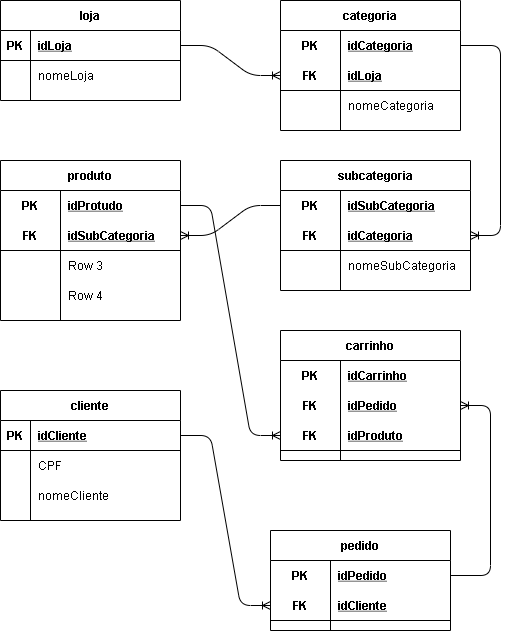 loja
PK idLoja
nomeLoja
categoria
PK idCategoria
FK idLoja
nomeCategoria
produto
PK idProtudo
FK idSubCategoria
Row 3
Row 4
subcategoria
PK idSubCategoria
FK idCategoria
nomeSubCategoria
carrinho
PK idCarrinho
FK idPedido
FK idProduto
cliente
PK idCliente
CPF
nomeCliente
pedido
PK idPedido
FK idCliente